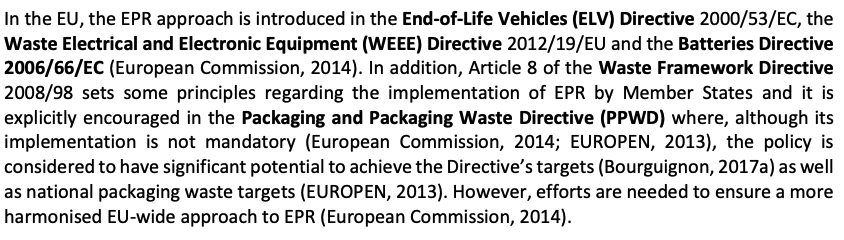 In the EU, the EPR approach is introduced in the End-of-Life Vehicles (ELV) Directive 2000/53/EC, the
Waste Electrical and Electronic Equipment (WEEE) Directive 2012/19/EU and the Batteries Directive
2006/66/EC (European Commission, 2014). In addition, Article 8 of the Waste Framework Directive
2008/98 sets some principles regarding the implementation of EPR by Member States and it is
explicitly encouraged in the Packaging and Packaging Waste Directive (PPWD) where, although its
implementation is not mandatory (European Commission, 2014; EUROPEN, 2013), the policy is
considered to have significant potential to achieve the Directive's targets (Bourguignon, 2017a) as well
as national packaging waste targets (EUROPEN, 2013). However, efforts are needed to ensure a more
harmonised EU-wide approach to EPR (European Commission, 2014).